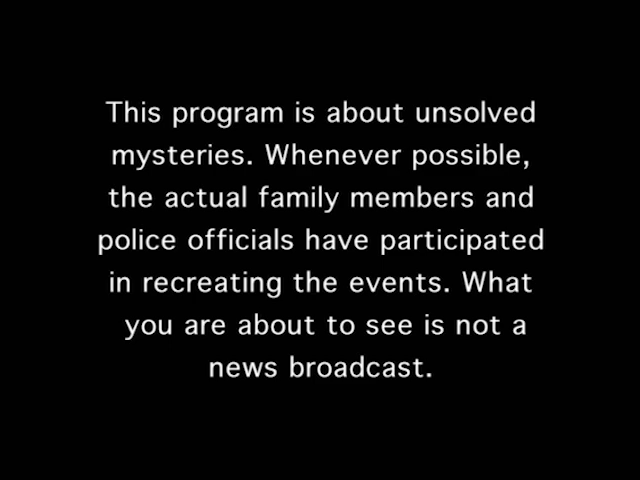 This program is about unsolved
mysteries. Whenever possible,
the actual family members and
police officials have participated
in recreating the events. What
you are about to see is not a
news broadcast.